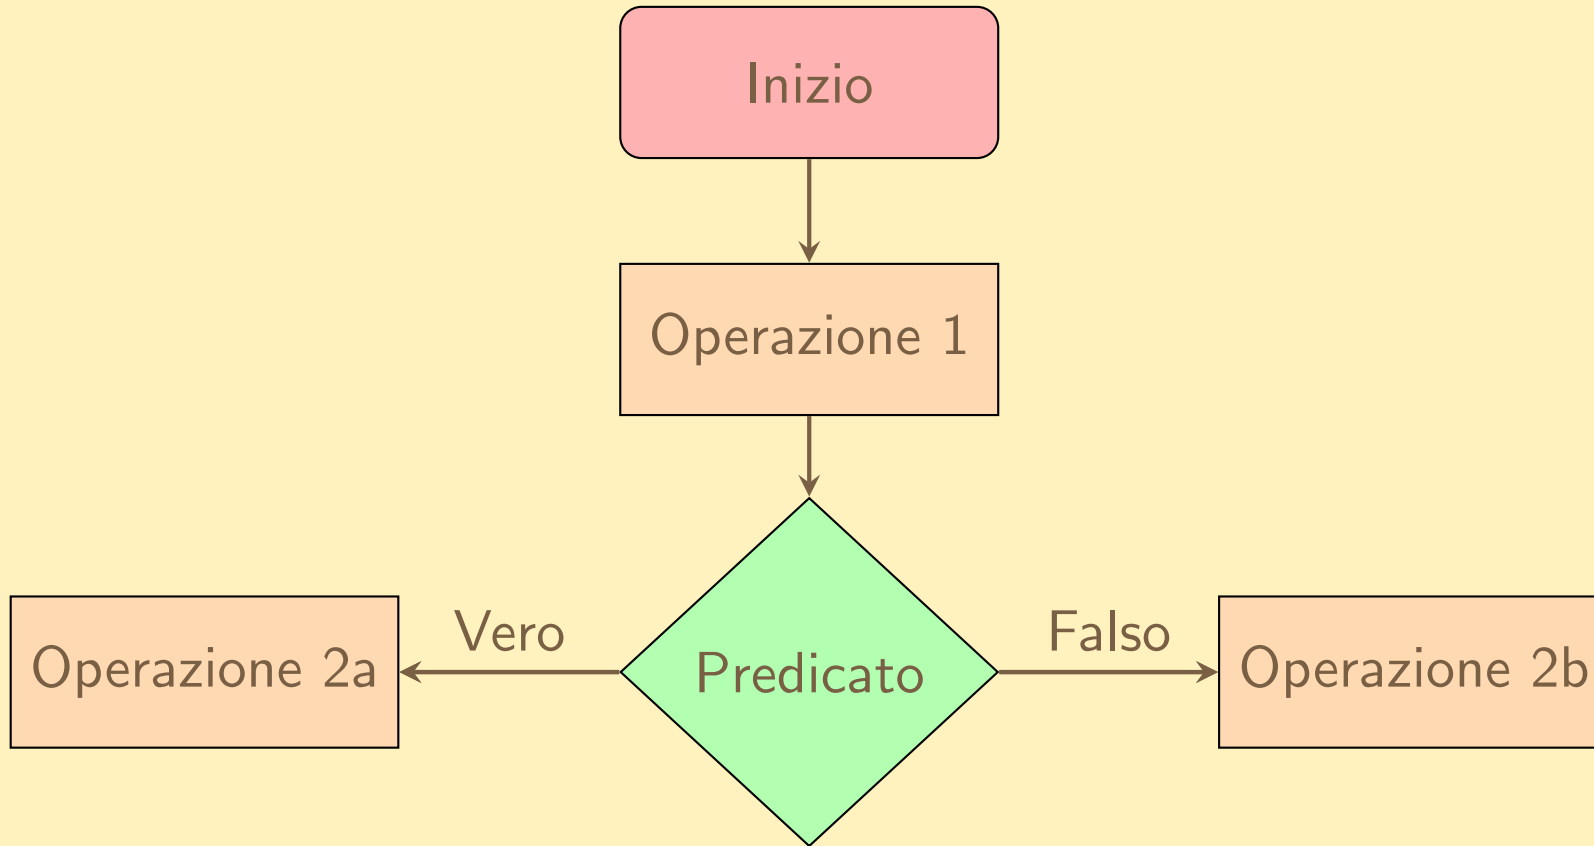 Inizio
Operazione 1
Vero
Falso
Operazione 2a
Predicato
Operazione 2b